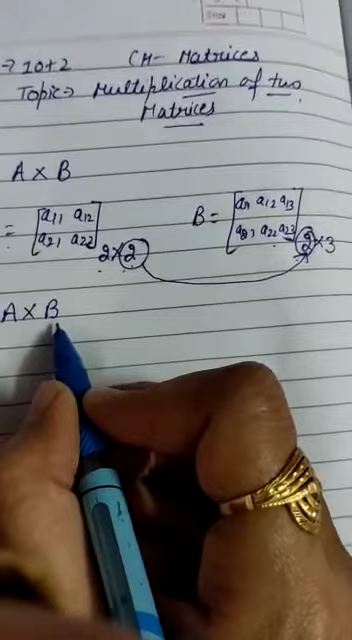 → 10+2 CH- Matrices
Topic→ Multiplication of two
Matrices
A × B
= [a11 a12 a21 a22] 2×2 B = [a11 a12 a13 a21 a22 a23] 2×3
A × B